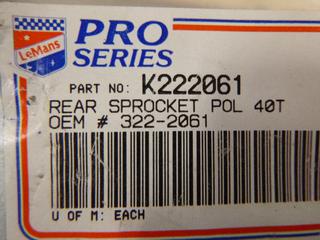 LeMans
PRO
SERIES
PART NO: K222061
REAR SPROCKET POL 40T
OEM # 322-2061
U OF M: EACH